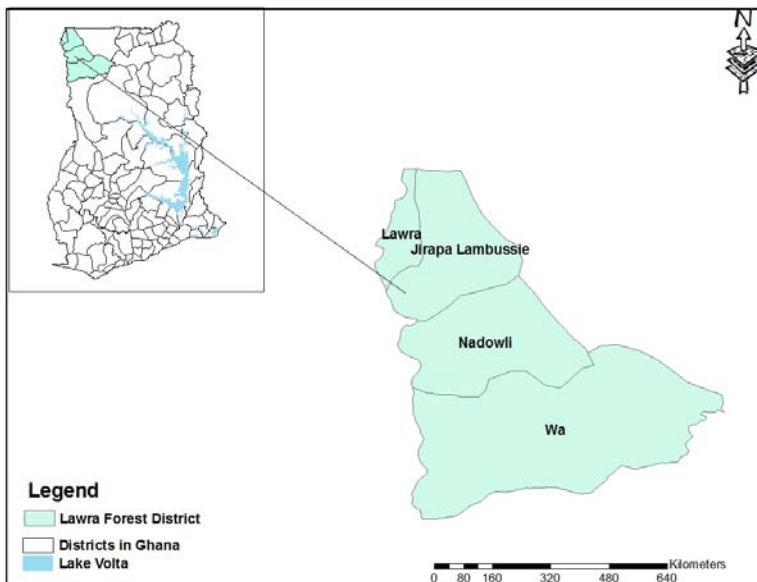 N
Lawra
Jirapa Lambussie
Nadowli
Wa
Legend
Lawra Forest District
Districts in Ghana
Lake Volta
Kilometers
0 80 160 320 480 640